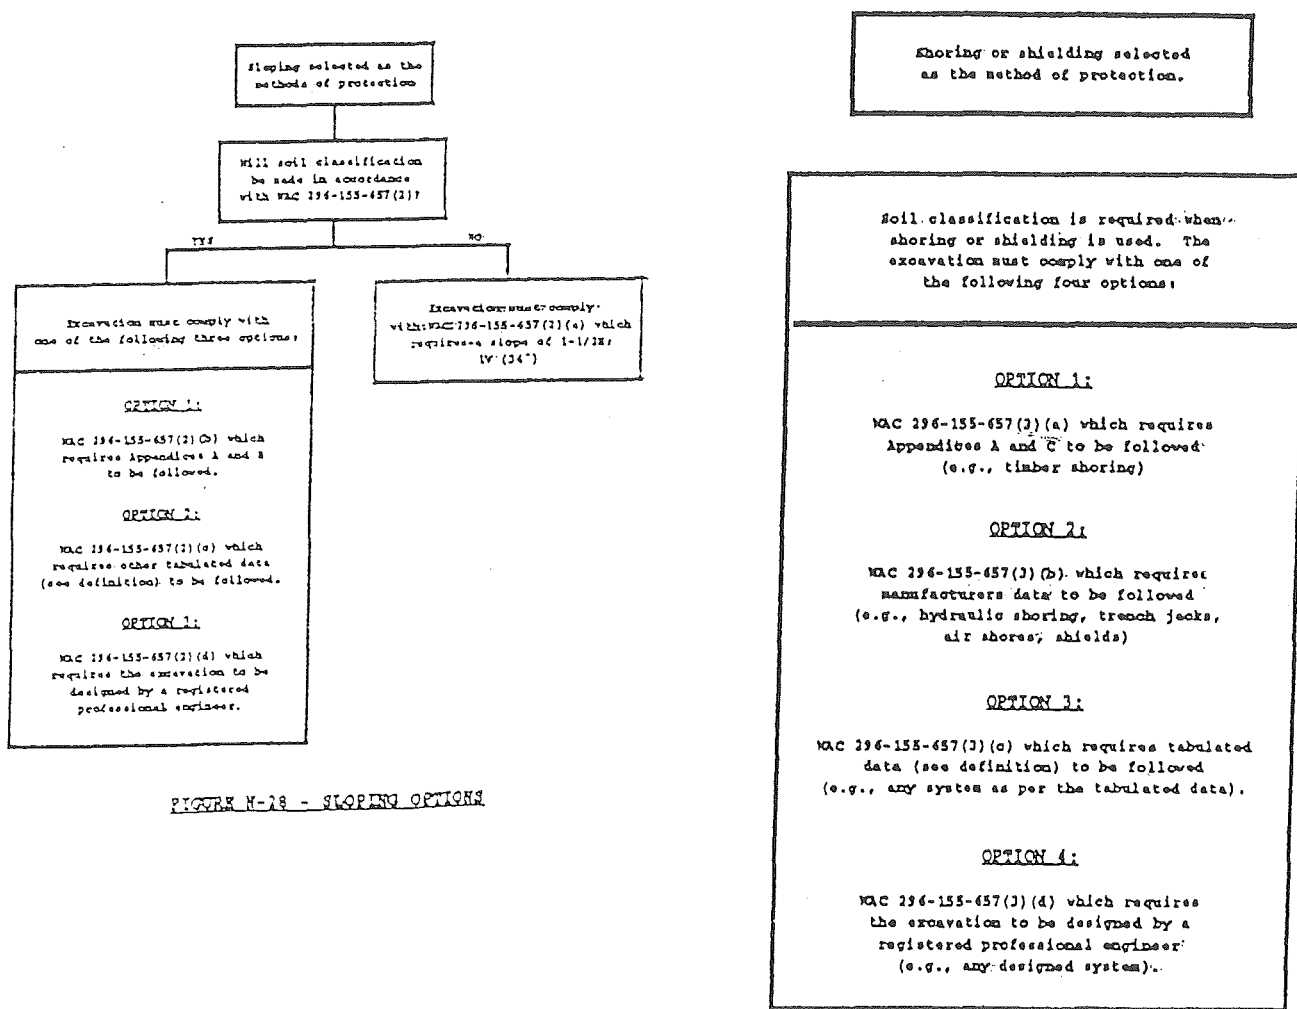 Sloping selected as the
methods of protection
Will soil classification
be made in accordance
with WAC 296-155-657(2)?
YES
NO
Excavation must comply with
one of the following three options:
OPTION 1:
WAC 296-155-657(2)(b) which
requires Appendices A and B
to be followed.
OPTION 2:
WAC 296-155-657(2)(c) which
requires other tabulated data
(see definition) to be followed.
OPTION 3:
WAC 296-155-657(2)(d) which
requires the excavation to be
designed by a registered
professional engineer.
Excavation must comply
with WAC 296-155-657(2)(a) which
requires a slope of 1-1/2H:
1V (34°)
FIGURE N-28 - SLOPING OPTIONS
Shoring or shielding selected
as the method of protection.
Soil classification is required when
shoring or shielding is used. The
excavation must comply with one of
the following four options:
OPTION 1:
WAC 296-155-657(3)(a) which requires
Appendices A and C to be followed
(e.g., timber shoring)
OPTION 2:
WAC 296-155-657(3)(b) which requires
manufacturers data to be followed
(e.g., hydraulic shoring, trench jacks,
air shores, shields)
OPTION 3:
WAC 296-155-657(3)(c) which requires tabulated
data (see definition) to be followed
(e.g., any system as per the tabulated data).
OPTION 4:
WAC 296-155-657(3)(d) which requires
the excavation to be designed by a
registered professional engineer
(e.g., any designed system).